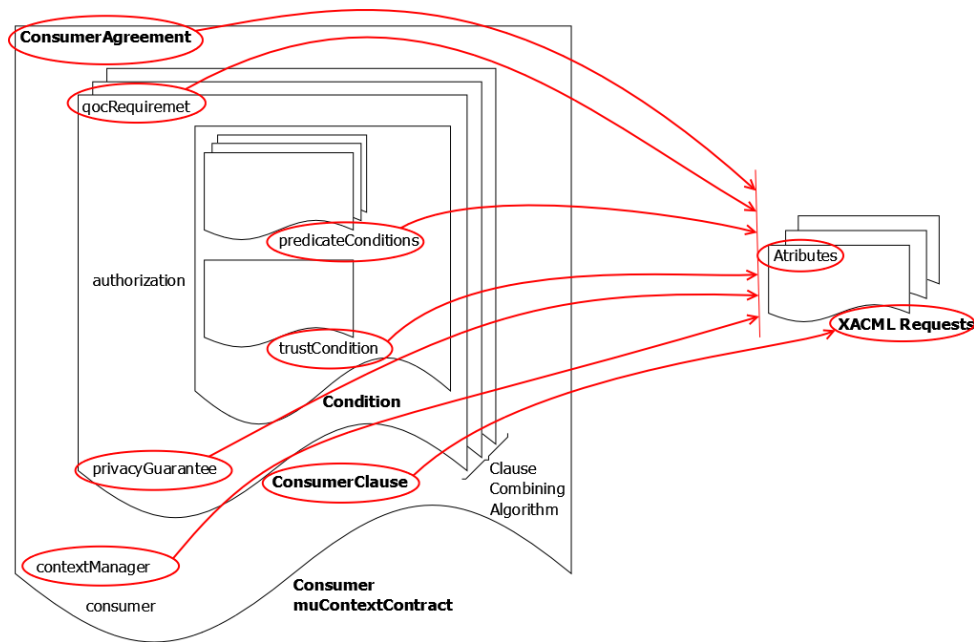 ConsumerAgreement
qocRequiremet
predicateConditions
authorization
trustCondition
Condition
privacyGuarantee
ConsumerClause
Clause
Combining
Algorithm
contextManager
consumer
Consumer
muContextContract
Atributes
XACML Requests